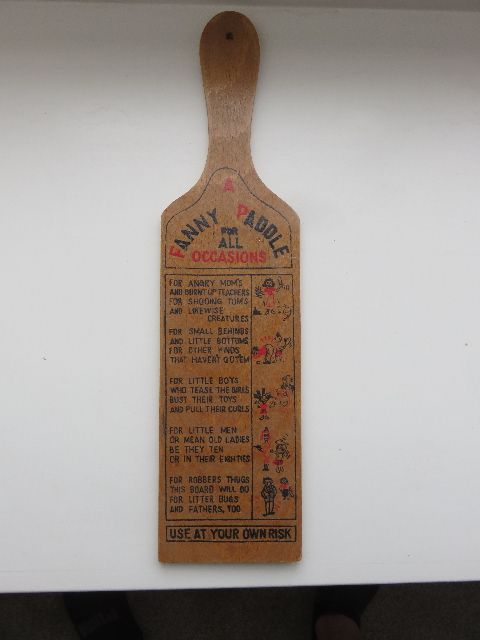 A
FANNY PADDLE
FOR
ALL
OCCASIONS
FOR ANGRY MOM'S
AND BURNT UP TEACHERS
FOR SHOOING TOMS
AND LIKEWISE
CREATURES
FOR SMALL BEHINDS
AND LITTLE BOTTOMS
FOR OTHER KINDS
THAT HAVEN'T GOT'EM
FOR LITTLE BOYS
WHO TEASE THE GIRLS
BUST THEIR TOYS
AND PULL THEIR CURLS
FOR LITTLE MEN
OR MEAN OLD LADIES
BE THEY TEN
OR IN THEIR EIGHTIES
FOR ROBBERS THUGS
THIS BOARD WILL DO
FOR LITTER BUGS
AND FATHERS, TOO
USE AT YOUR OWN RISK